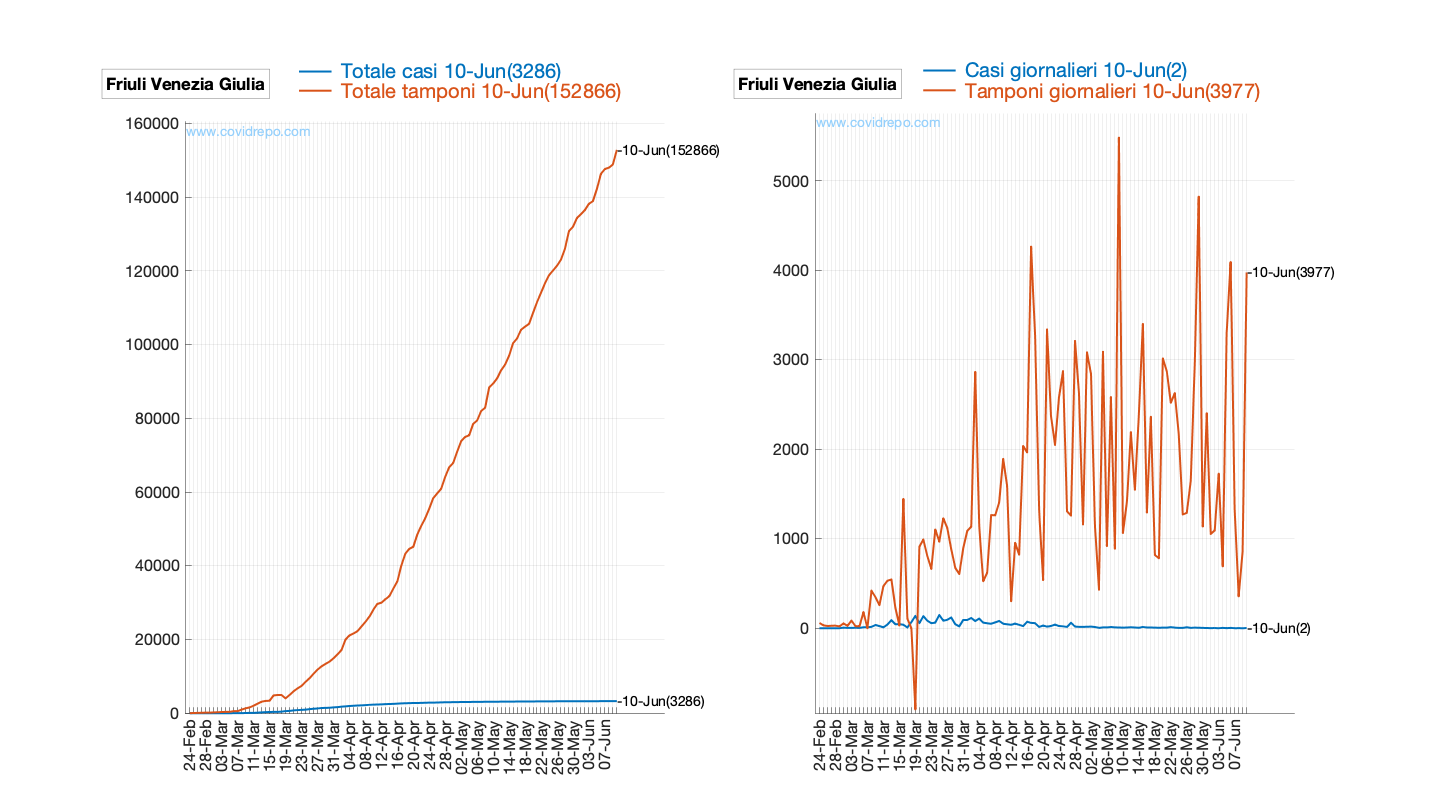 Friuli Venezia Giulia
Totale casi 10-Jun(3286)
Totale tamponi 10-Jun(152866)
www.covidrepo.com
160000
140000
120000
100000
80000
60000
40000
20000
0
10-Jun(152866)
10-Jun(3286)
24-Feb
28-Feb
03-Mar
07-Mar
11-Mar
15-Mar
19-Mar
23-Mar
27-Mar
31-Mar
04-Apr
08-Apr
12-Apr
16-Apr
20-Apr
24-Apr
28-Apr
02-May
06-May
10-May
14-May
18-May
22-May
26-May
30-May
03-Jun
07-Jun
Friuli Venezia Giulia
Casi giornalieri 10-Jun(2)
Tamponi giornalieri 10-Jun(3977)
www.covidrepo.com
5000
4000
3000
2000
1000
0
10-Jun(3977)
10-Jun(2)
24-Feb
28-Feb
03-Mar
07-Mar
11-Mar
15-Mar
19-Mar
23-Mar
27-Mar
31-Mar
04-Apr
08-Apr
12-Apr
16-Apr
20-Apr
24-Apr
28-Apr
02-May
06-May
10-May
14-May
18-May
22-May
26-May
30-May
03-Jun
07-Jun